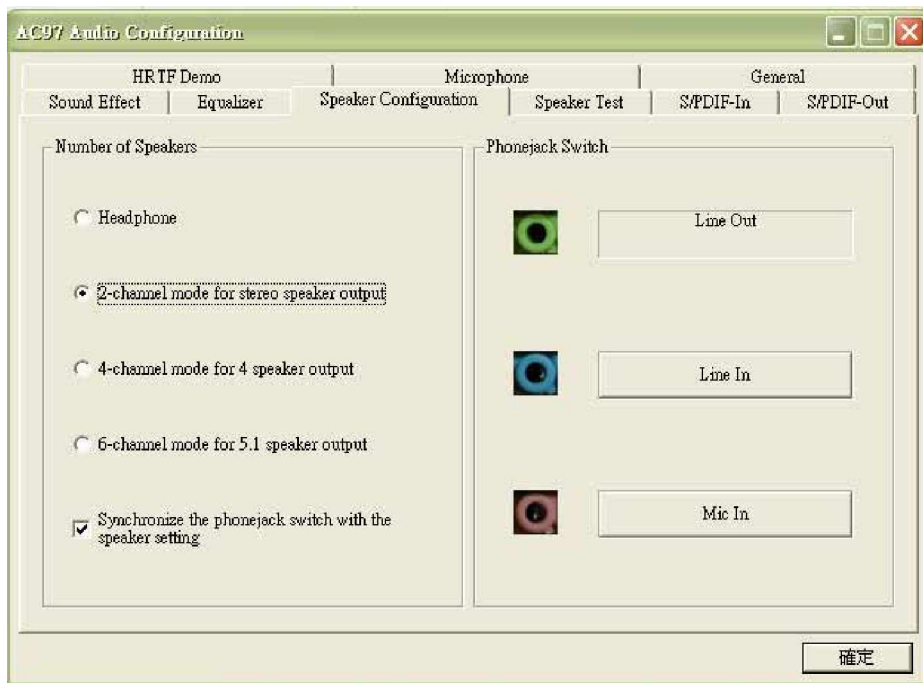 AC97 Audio Configuration
HRTF Demo
Microphone
General
Sound Effect
Equalizer
Speaker Configuration
Speaker Test
S/PDIF-In
S/PDIF-Out
Number of Speakers
Headphone
2-channel mode for stereo speaker output
4-channel mode for 4 speaker output
6-channel mode for 5.1 speaker output
Synchronize the phonejack switch with the
speaker setting
Phonejack Switch
Line Out
Line In
Mic In
確定